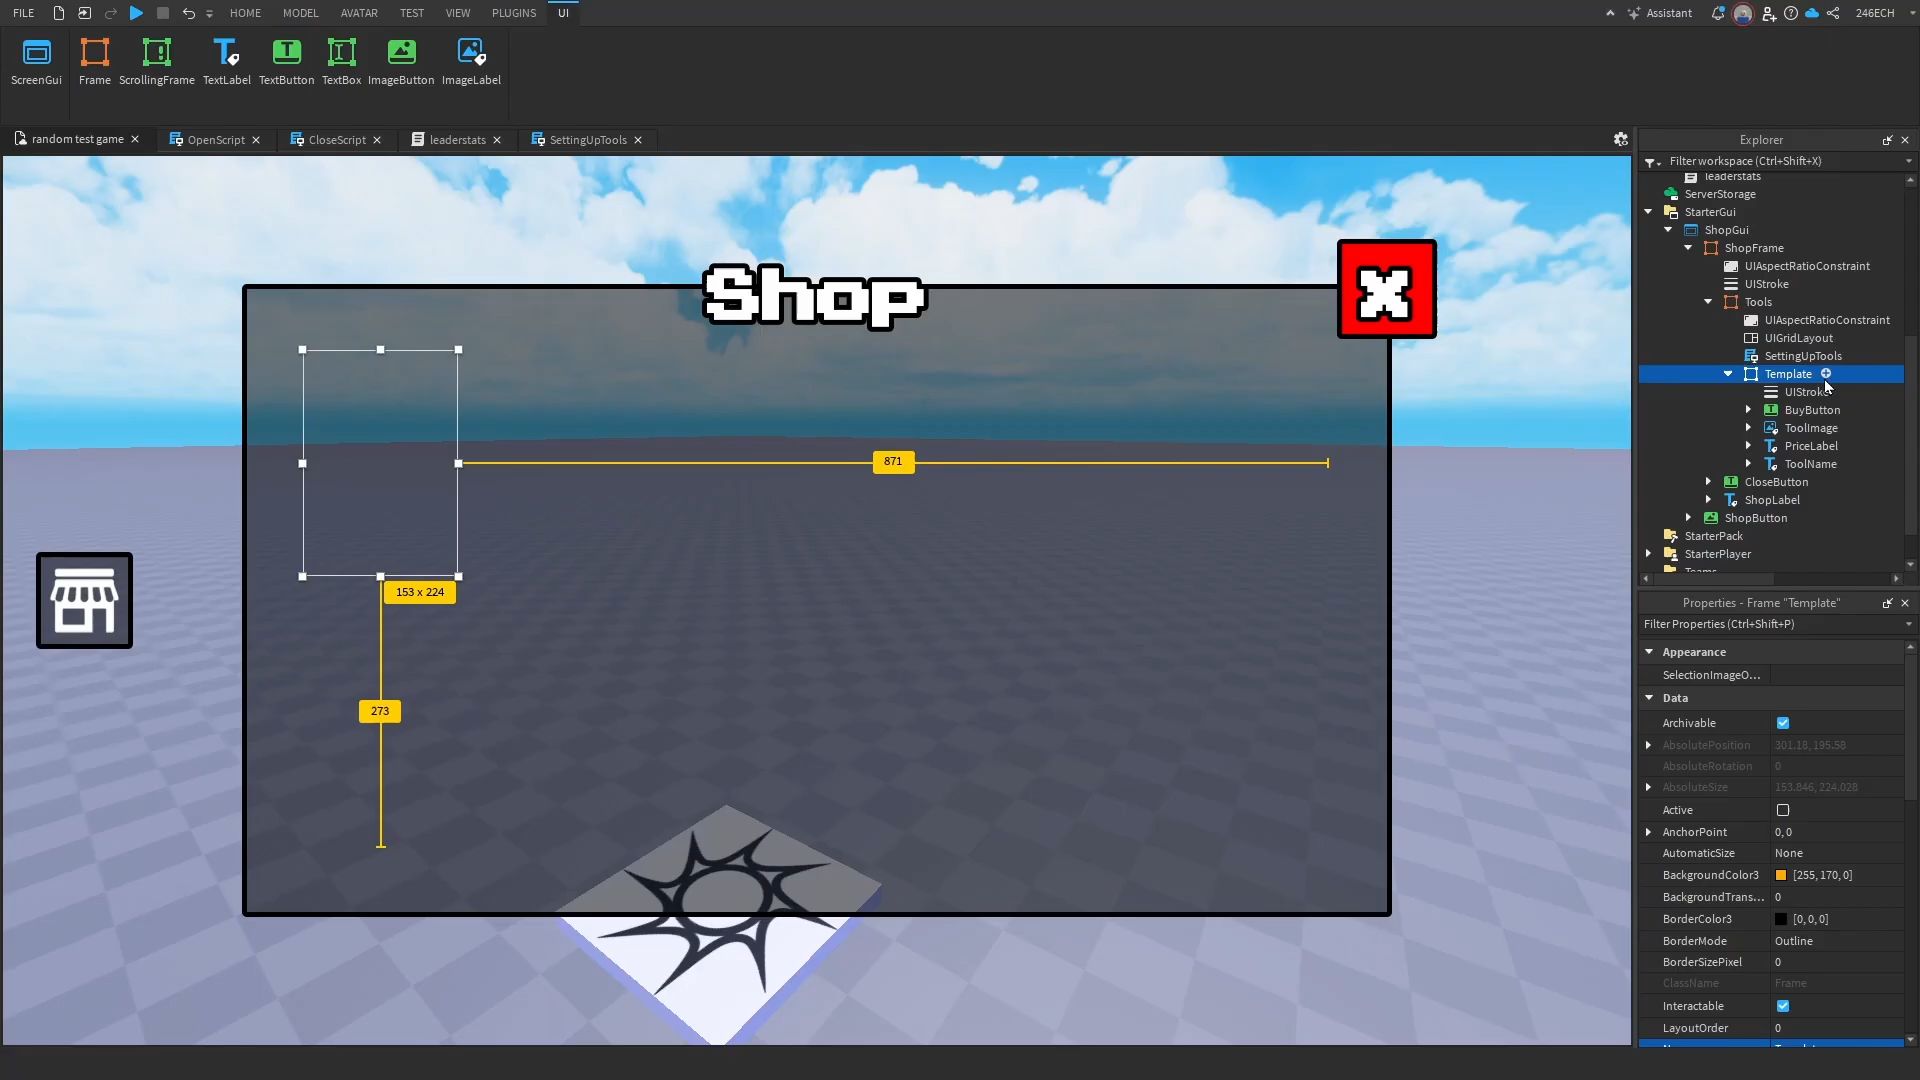 FILE HOME MODEL AVATAR TEST VIEW PLUGINS UI Assistant 246ECH
ScreenGui Frame ScrollingFrame TextLabel TextButton TextBox ImageButton ImageLabel
random test game OpenScript CloseScript leaderstats SettingUpTools
Explorer
Filter workspace (Ctrl+Shift+X)
leaderstats
ServerStorage
StarterGui
ShopGui
ShopFrame
UIAspectRatioConstraint
UIStroke
Tools
UIAspectRatioConstraint
UIGridLayout
SettingUpTools
Template
UIStroke
BuyButton
ToolImage
PriceLabel
ToolName
CloseButton
ShopLabel
ShopButton
StarterPack
StarterPlayer
Teams
Shop
X
871
153 x 224
273
Properties - Frame "Template"
Filter Properties (Ctrl+Shift+P)
Appearance
SelectionImageO...
Data
Archivable
AbsolutePosition 301.18, 195.58
AbsoluteRotation 0
AbsoluteSize 153.846, 224.028
Active
AnchorPoint 0, 0
AutomaticSize None
BackgroundColor3 [255, 170, 0]
BackgroundTrans... 0
BorderColor3 [0, 0, 0]
BorderMode Outline
BorderSizePixel 0
ClassName Frame
Interactable
LayoutOrder 0